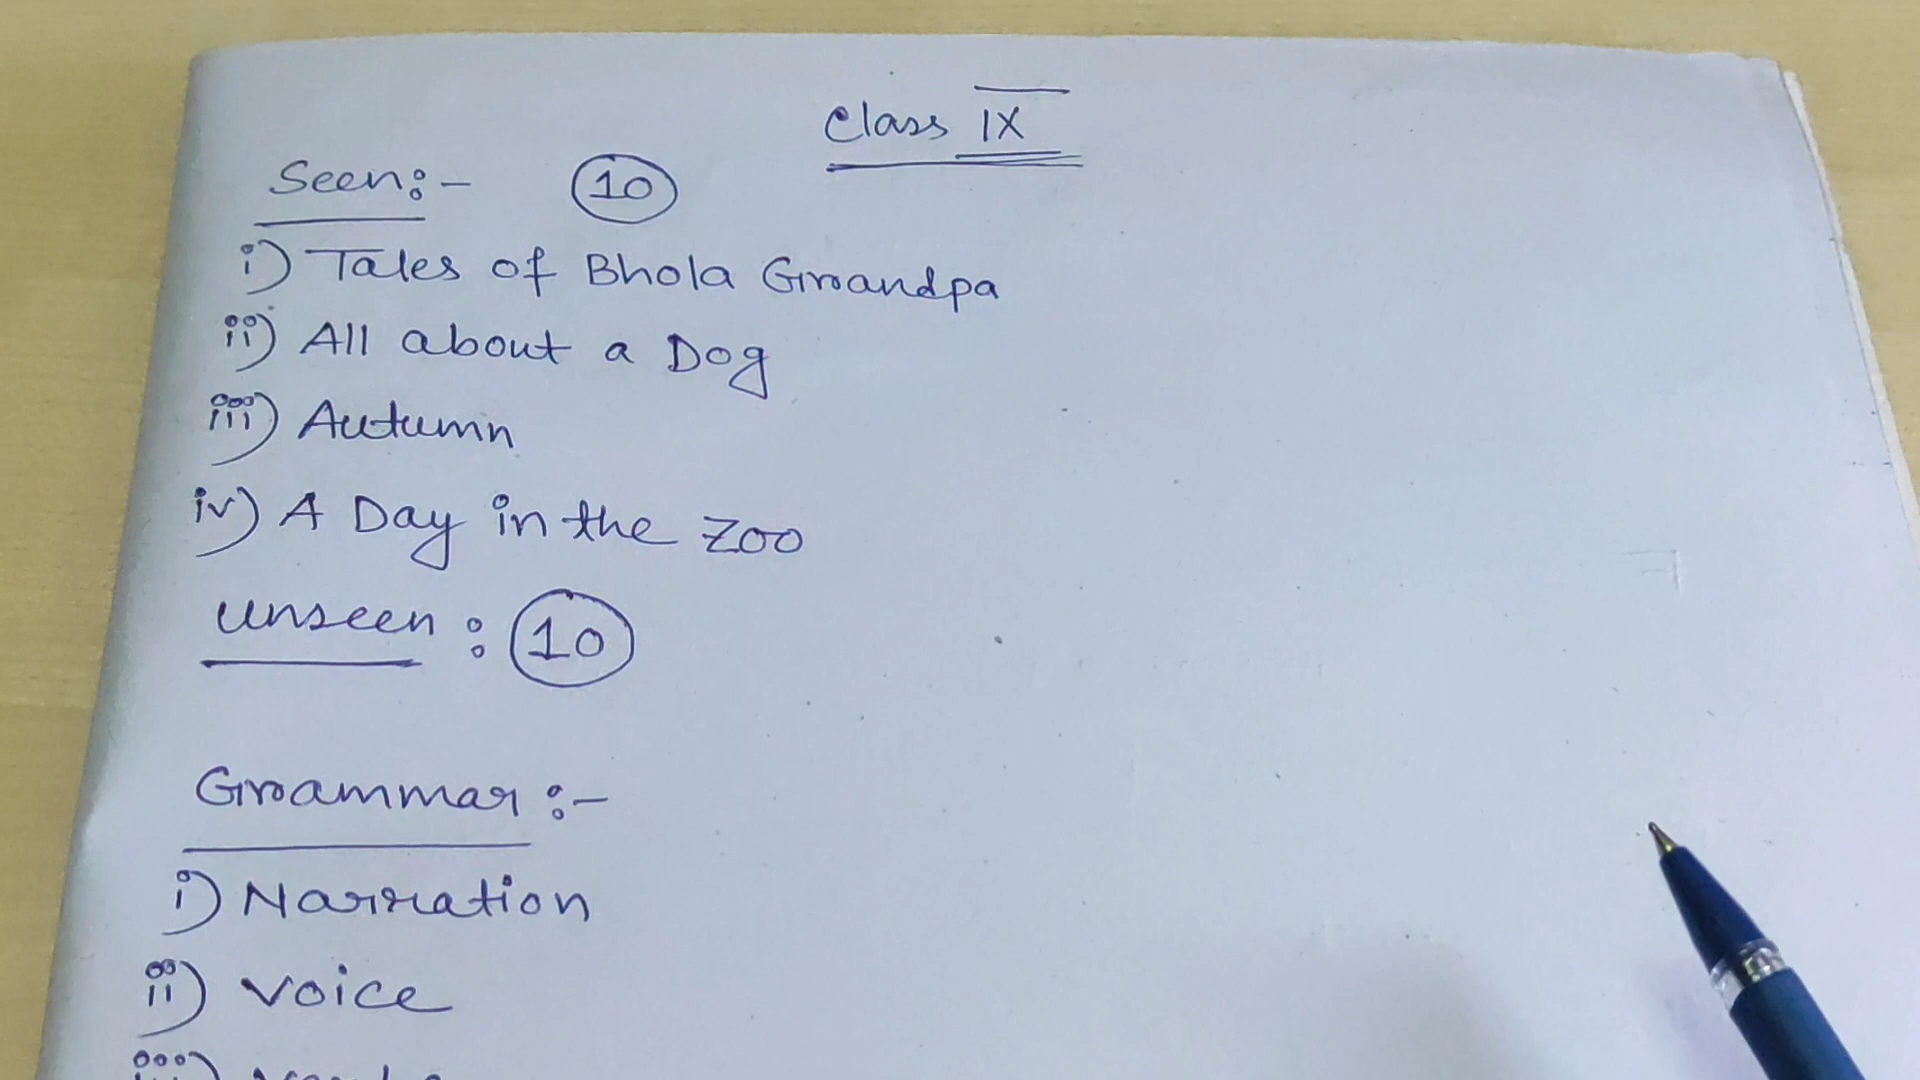 Class IX
Seen:- 10
i) Tales of Bhola Grandpa
ii) All about a Dog
iii) Autumn
iv) A Day in the Zoo
Unseen : 10
Grammar :-
i) Narration
ii) Voice
iii)